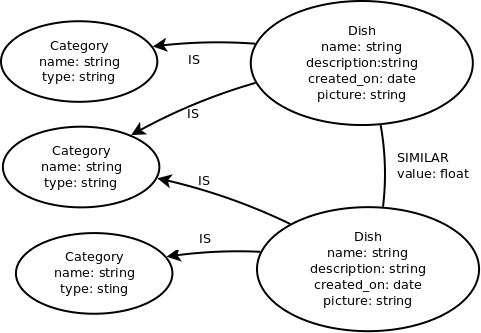 Category
name: string
type: string
IS
Dish
name: string
description:string
created_on: date
picture: string
IS
Category
name: string
type: string
SIMILAR
value: float
IS
Category
name: string
type: sting
IS
Dish
name: string
description: string
created_on: date
picture: string